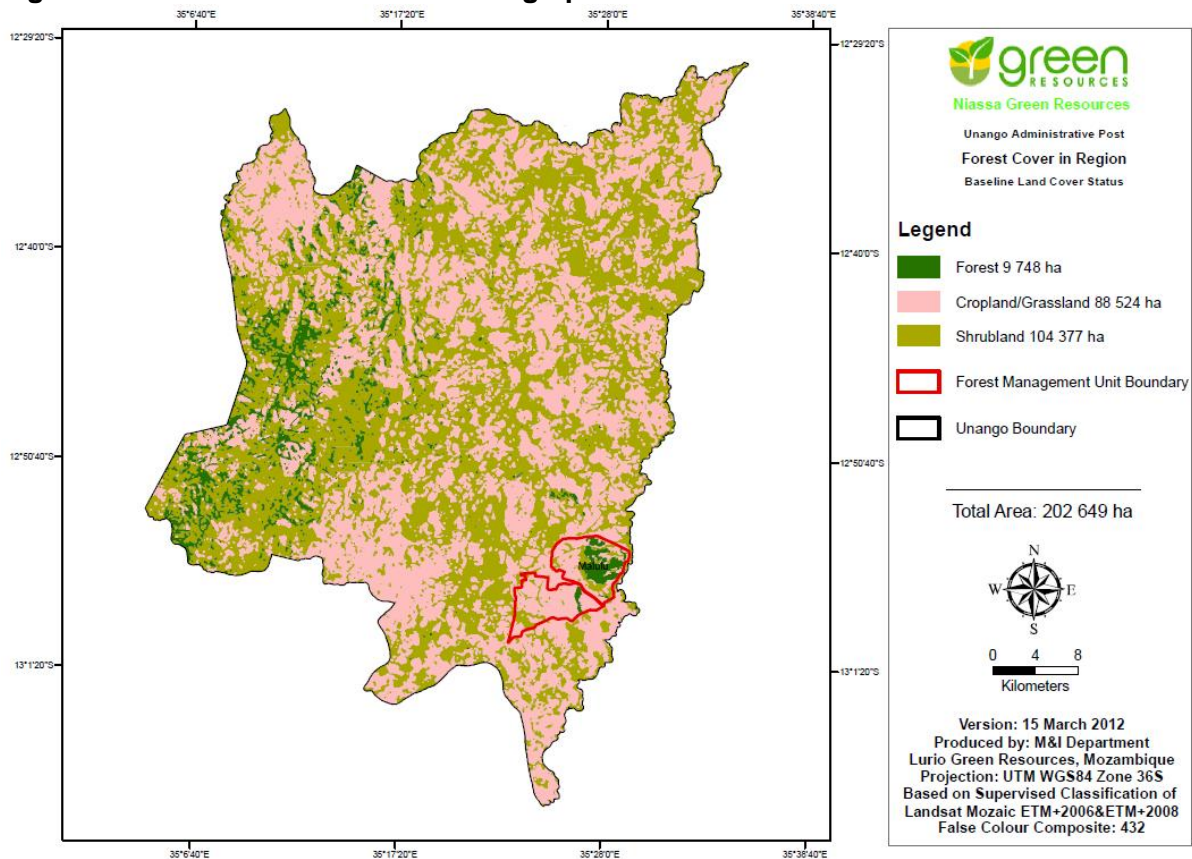 35°6'40"E 35°17'20"E 35°28'0"E 35°38'40"E
12°29'20"S 12°29'20"S
12°40'0"S 12°40'0"S
12°50'40"S 12°50'40"S
13°1'20"S 13°1'20"S
Malulu
35°6'40"E 35°17'20"E 35°28'0"E 35°38'40"E
green
RESOURCES
Niassa Green Resources
Unango Administrative Post
Forest Cover in Region
Baseline Land Cover Status
Legend
Forest 9 748 ha
Cropland/Grassland 88 524 ha
Shrubland 104 377 ha
Forest Management Unit Boundary
Unango Boundary
Total Area: 202 649 ha
N
W E
S
0 4 8
Kilometers
Version: 15 March 2012
Produced by: M&I Department
Lurio Green Resources, Mozambique
Projection: UTM WGS84 Zone 36S
Based on Supervised Classification of
Landsat Mozaic ETM+2006&ETM+2008
False Colour Composite: 432